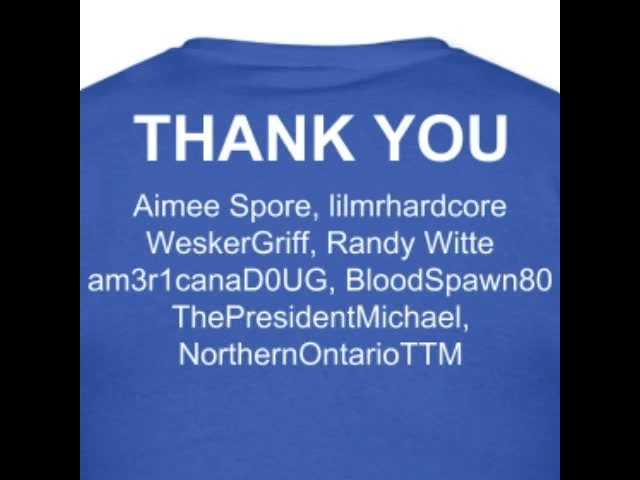 THANK YOU
Aimee Spore, lilmrhardcore
WeskerGriff, Randy Witte
am3r1canaD0UG, BloodSpawn80
ThePresidentMichael,
NorthernOntarioTTM